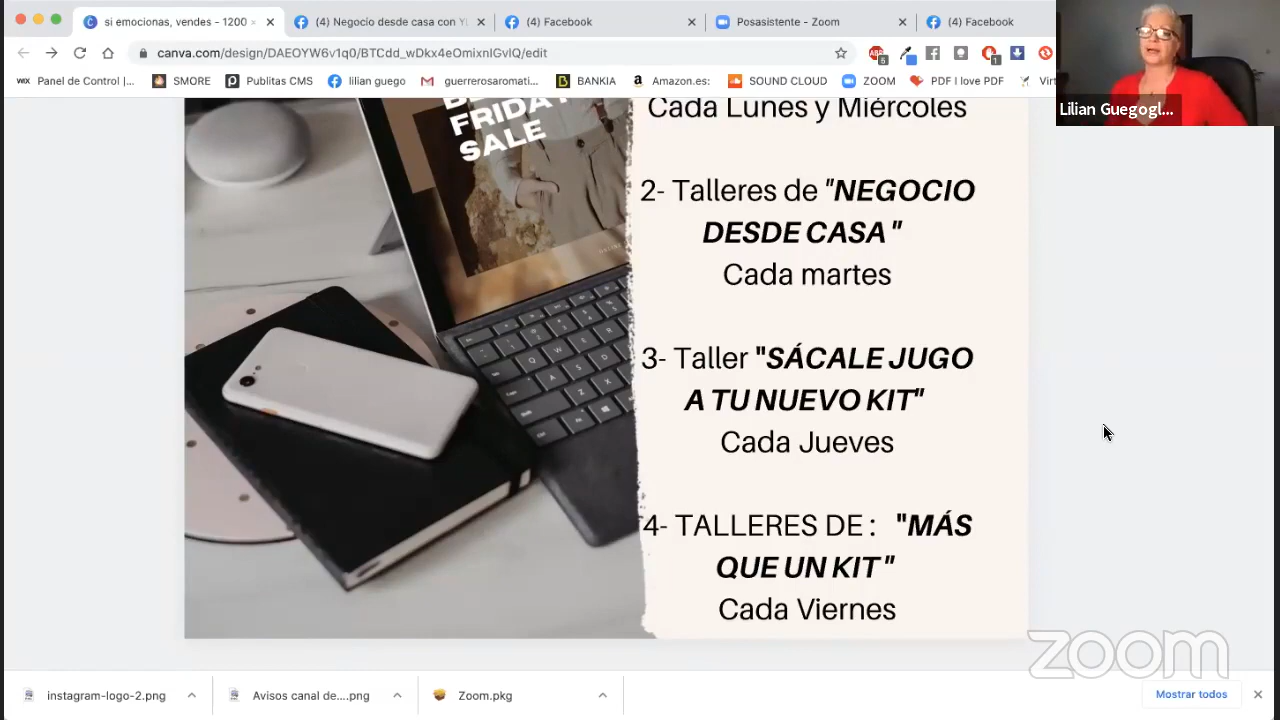 si emocionas, vendes - 1200
(4) Negocio desde casa con
(4) Facebook
Posasistente - Zoom
(4) Facebook
canva.com/design/DAEOYW6v1q0/BTCdd_wDkx4eOmixnIGvIQ/edit
WiX Panel de Control |...
SMORE
Publitas CMS
lilian guego
guerrerosaromati...
BANKIA
Amazon.es:
SOUND CLOUD
ZOOM
PDF I love PDF
Lilian Guegogl...
FRIDAY
SALE
Cada Lunes y Miércoles
2- Talleres de "NEGOCIO
DESDE CASA "
Cada martes
3- Taller "SÁCALE JUGO
A TU NUEVO KIT"
Cada Jueves
4- TALLERES DE : "MÁS
QUE UN KIT "
Cada Viernes
zoom
instagram-logo-2.png
Avisos canal de....png
Zoom.pkg
Mostrar todos